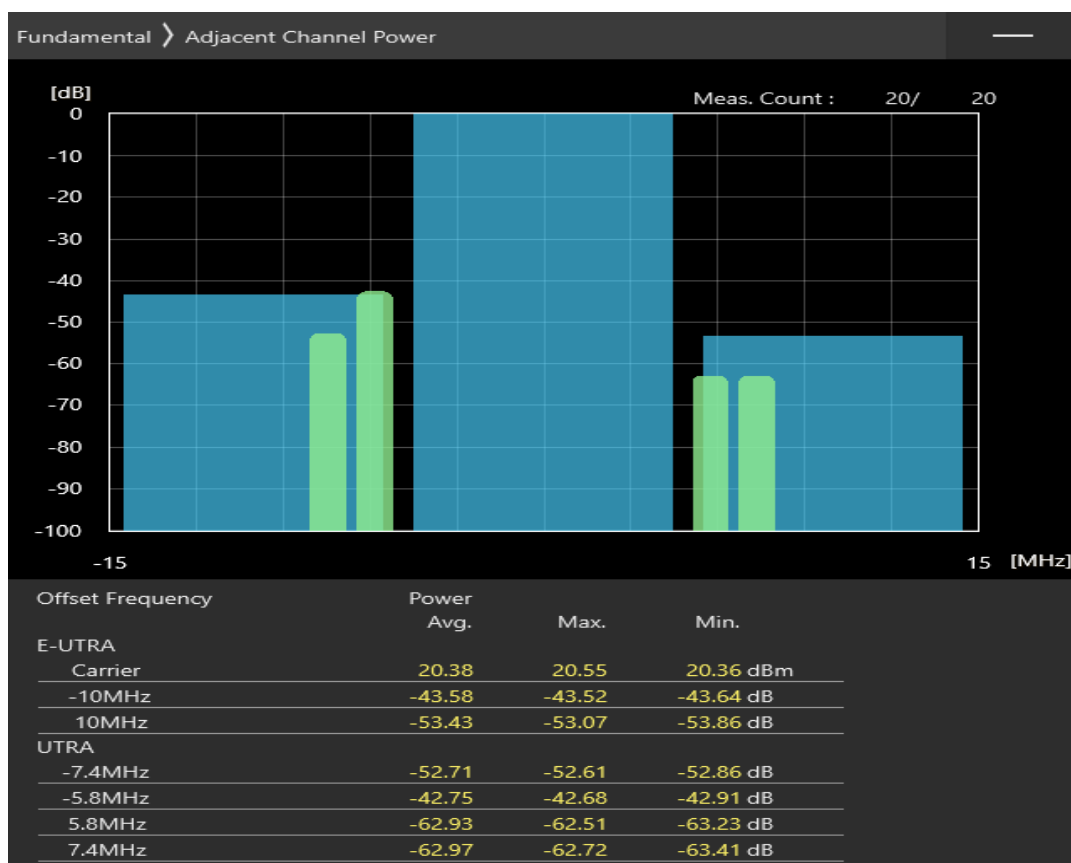 Fundamental ❯ Adjacent Channel Power
[dB]
Meas. Count : 20/ 20
0
-10
-20
-30
-40
-50
-60
-70
-80
-90
-100
-15 15 [MHz]
Offset Frequency Power
Avg. Max. Min.
E-UTRA
Carrier 20.38 20.55 20.36 dBm
-10MHz -43.58 -43.52 -43.64 dB
10MHz -53.43 -53.07 -53.86 dB
UTRA
-7.4MHz -52.71 -52.61 -52.86 dB
-5.8MHz -42.75 -42.68 -42.91 dB
5.8MHz -62.93 -62.51 -63.23 dB
7.4MHz -62.97 -62.72 -63.41 dB